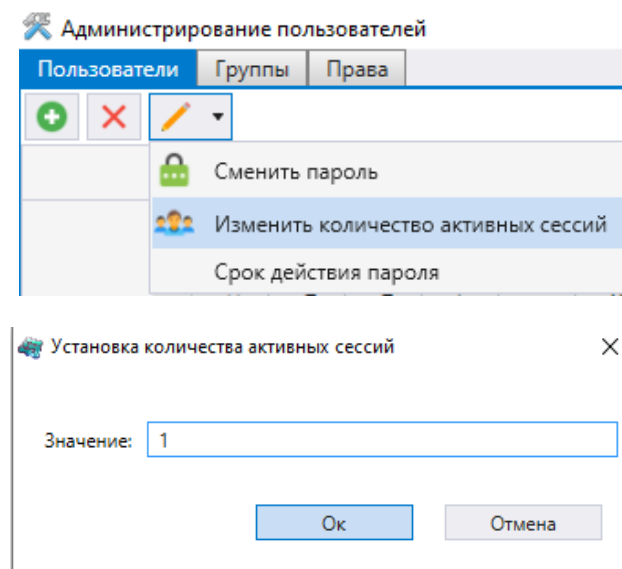 Администрирование пользователей
Пользователи Группы Права
Сменить пароль
Изменить количество активных сессий
Срок действия пароля
Установка количества активных сессий
Значение: 1
Ок Отмена